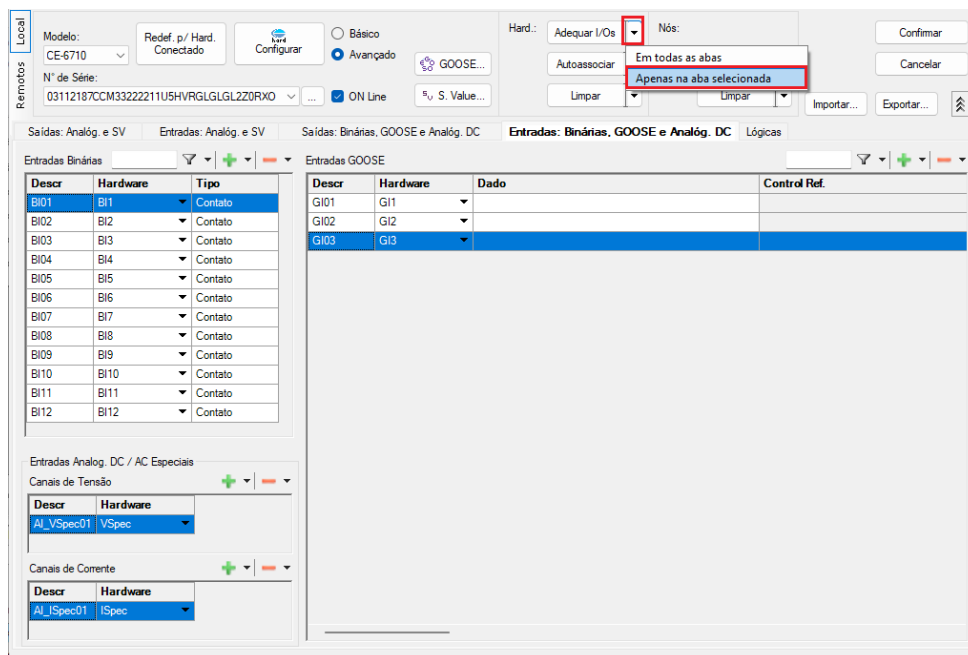 Local
Remotos
Modelo:
CE-6710
N° de Série:
03112187CCM33222211U5HVRGLGLGL2Z0RXO
...
Redef. p/ Hard.
Conectado
hard
Configurar
Básico
Avançado
ON Line
GOOSE...
S. Value...
Hard.:
Adequar I/Os
Autoassociar
Limpar
Nós:
Em todas as abas
Apenas na aba selecionada
Limpar
Importar...
Exportar...
Confirmar
Cancelar
Saídas: Analóg. e SV
Entradas: Analóg. e SV
Saídas: Binárias, GOOSE e Analóg. DC
Entradas: Binárias, GOOSE e Analóg. DC
Lógicas
Entradas Binárias
Descr Hardware Tipo
BI01 BI1 Contato
BI02 BI2 Contato
BI03 BI3 Contato
BI04 BI4 Contato
BI05 BI5 Contato
BI06 BI6 Contato
BI07 BI7 Contato
BI08 BI8 Contato
BI09 BI9 Contato
BI10 BI10 Contato
BI11 BI11 Contato
BI12 BI12 Contato
Entradas GOOSE
Descr Hardware Dado Control Ref.
GI01 GI1
GI02 GI2
GI03 GI3
Entradas Analog. DC / AC Especiais
Canais de Tensão
Descr Hardware
AI_VSpec01 VSpec
Canais de Corrente
Descr Hardware
AI_ISpec01 ISpec